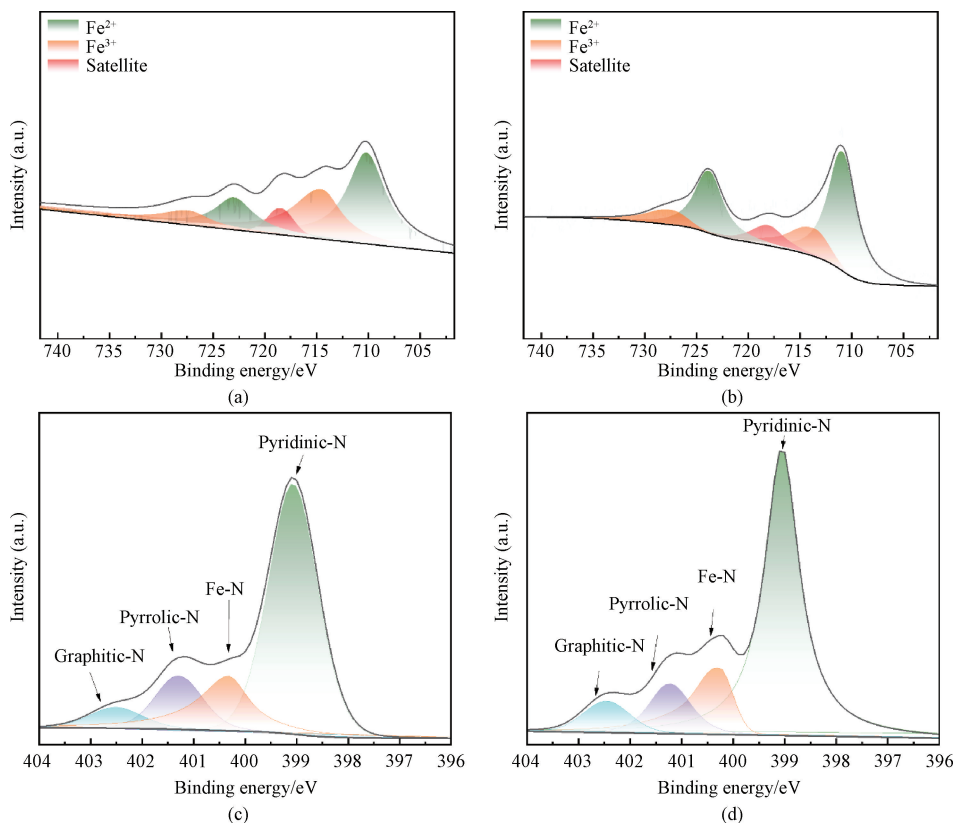 Fe²⁺
Fe³⁺
Satellite
Intensity (a.u.)
740 735 730 725 720 715 710 705
Binding energy/eV
(a)
Fe²⁺
Fe³⁺
Satellite
Intensity (a.u.)
740 735 730 725 720 715 710 705
Binding energy/eV
(b)
Pyridinic-N
Fe-N
Pyrrolic-N
Graphitic-N
Intensity (a.u.)
404 403 402 401 400 399 398 397 396
Binding energy/eV
(c)
Pyridinic-N
Fe-N
Pyrrolic-N
Graphitic-N
Intensity (a.u.)
404 403 402 401 400 399 398 397 396
Binding energy/eV
(d)